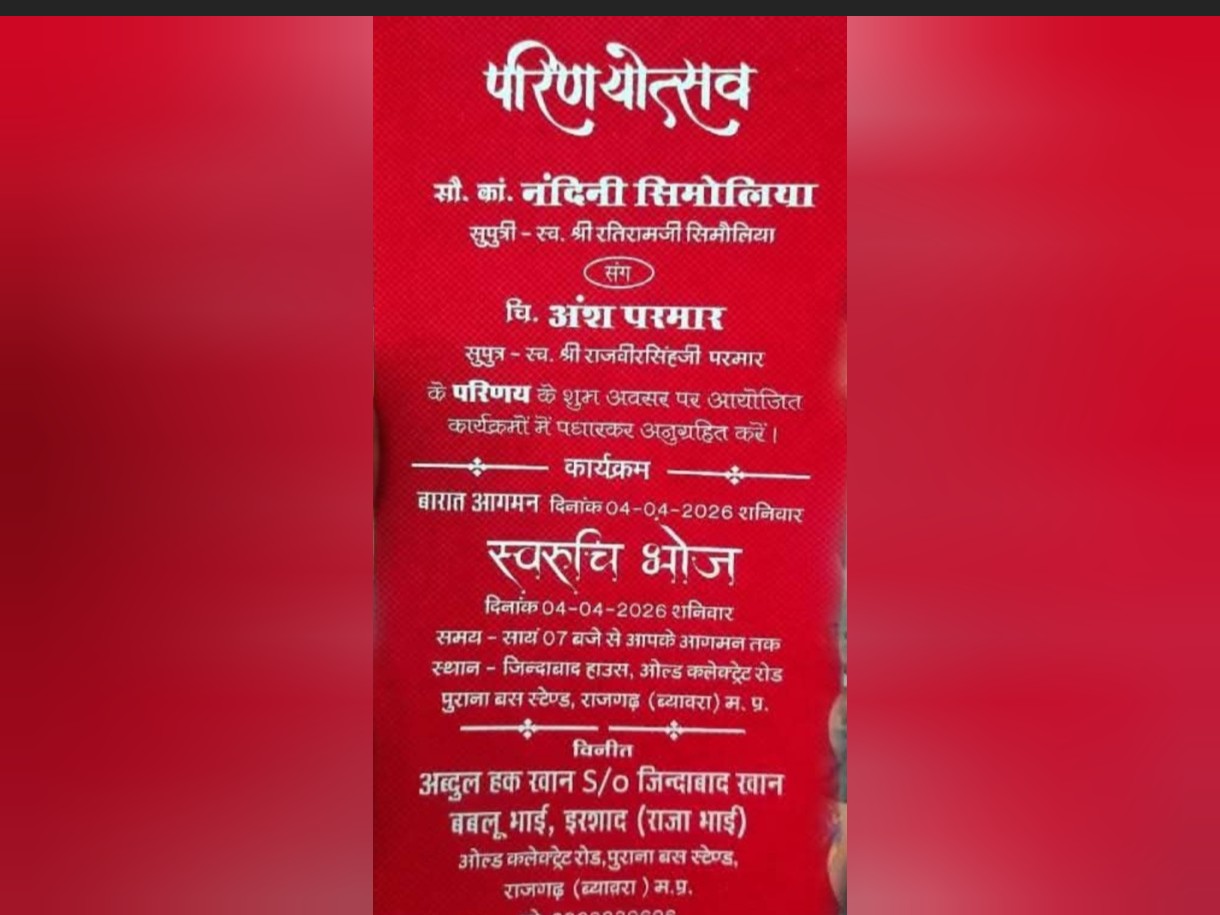 परिणयोत्सव
सौ. कां. नंदिनी सिमोलिया
सुपुत्री - स्व. श्री रतिरामजी सिमौलिया
संग
चि. अंश परमार
सुपुत्र - स्व. श्री राजवीरसिंहजी परमार
के परिणय के शुभ अवसर पर आयोजित
कार्यक्रमों में पधारकर अनुग्रहित करें।
कार्यक्रम
बारात आगमन दिनांक 04-04-2026 शनिवार
स्वरुचि भोज
दिनांक 04-04-2026 शनिवार
समय - सायं 07 बजे से आपके आगमन तक
स्थान - जिन्दाबाद हाउस, ओल्ड कलेक्ट्रेट रोड
पुराना बस स्टेण्ड, राजगढ़ (ब्यावरा) म. प्र.
विनीत
अब्दुल हक खान S/o जिन्दाबाद खान
बबलू भाई, इरशाद (राजा भाई)
ओल्ड कलेक्ट्रेट रोड,पुराना बस स्टेण्ड,
राजगढ़ (ब्यावरा ) म.प्र.